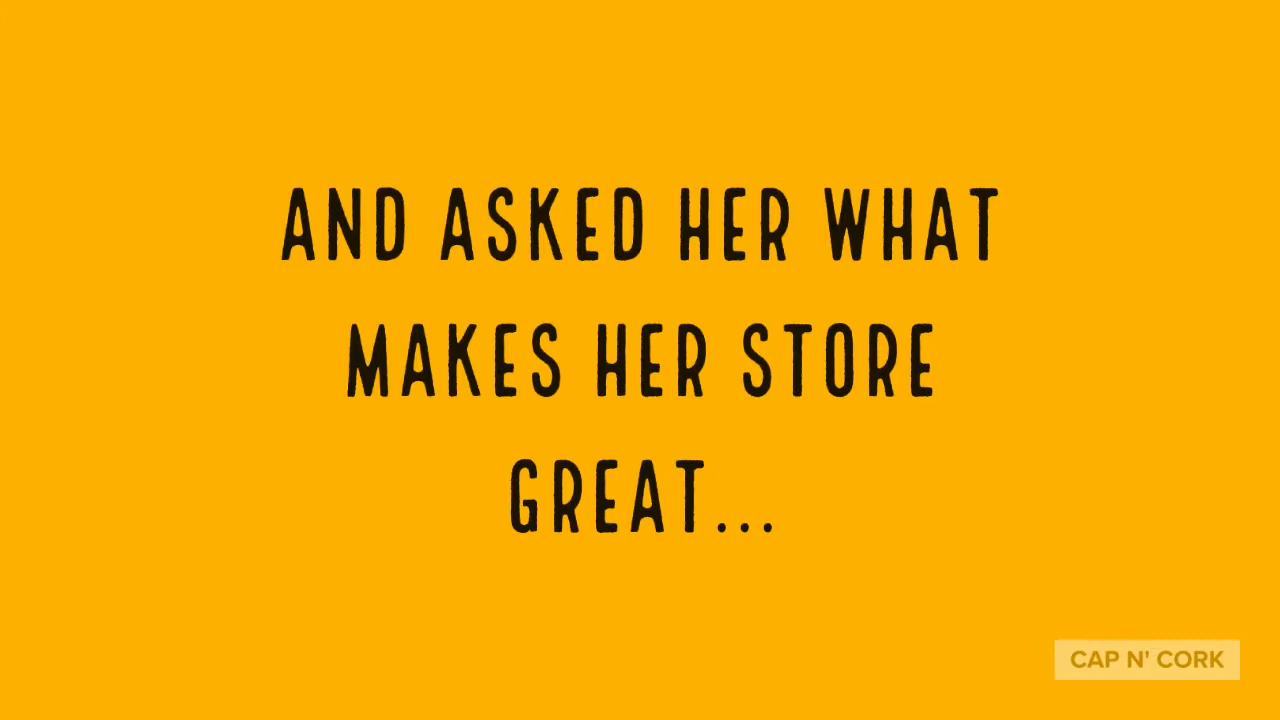 AND ASKED HER WHAT
MAKES HER STORE
GREAT...
CAP N' CORK